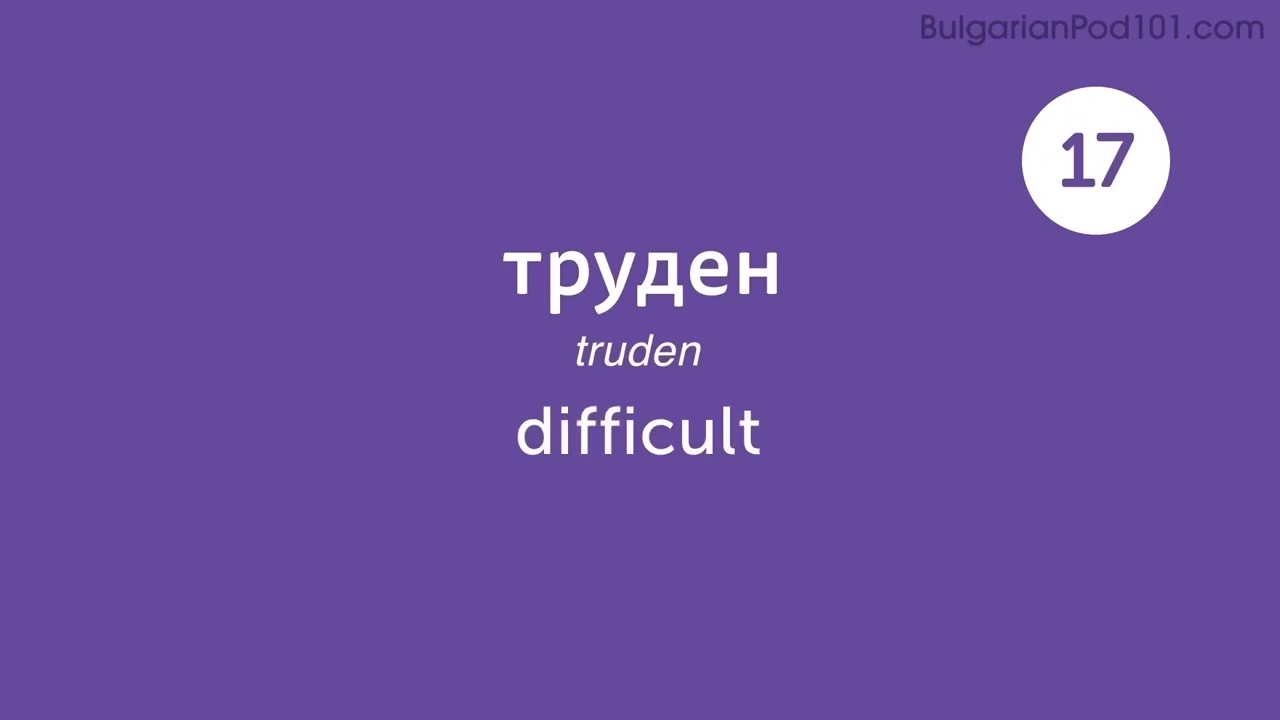 BulgarianPod101.com
17
труден
truden
difficult